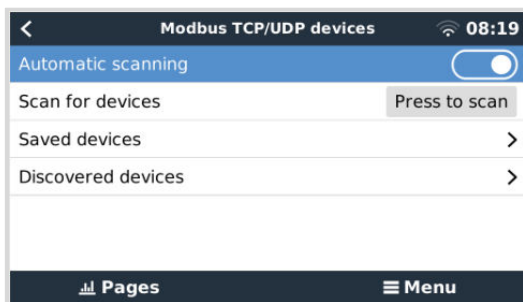 Modbus TCP/UDP devices 08:19
Automatic scanning
Scan for devices Press to scan
Saved devices
Discovered devices
Pages Menu